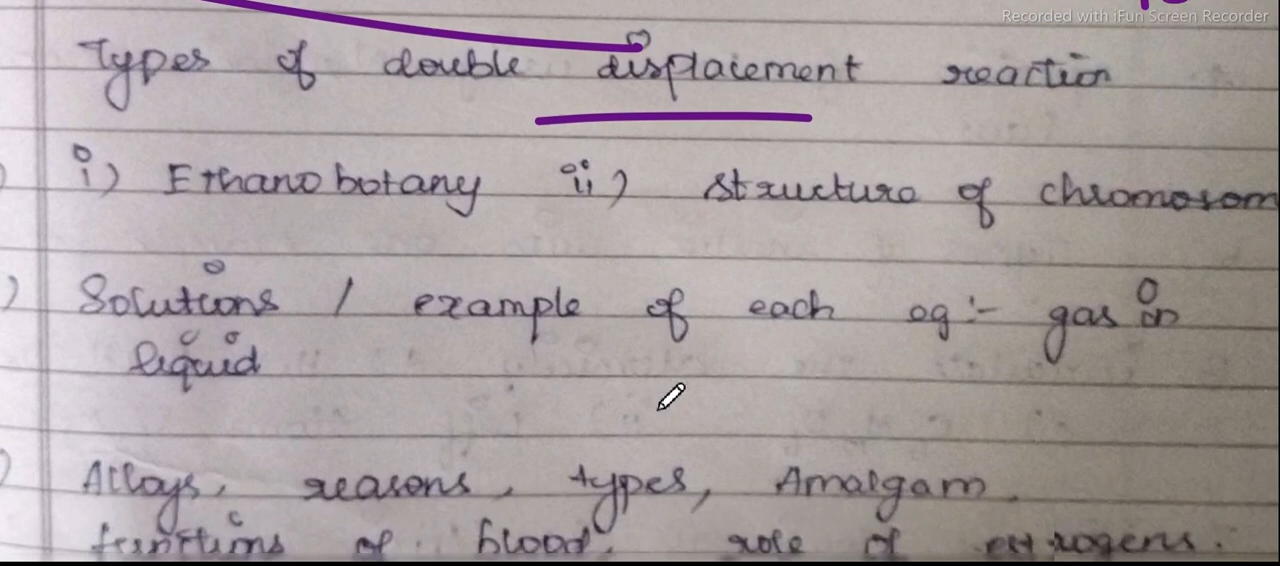 Recorded with iFun Screen Recorder
Types of double displacement reaction
i) Ethanobotany ii) structure of chromosom
Solutions / example of each eg:- gas in
liquid
Alloys, reasons, types, Amalgam.
functions of blood, role of estrogens.